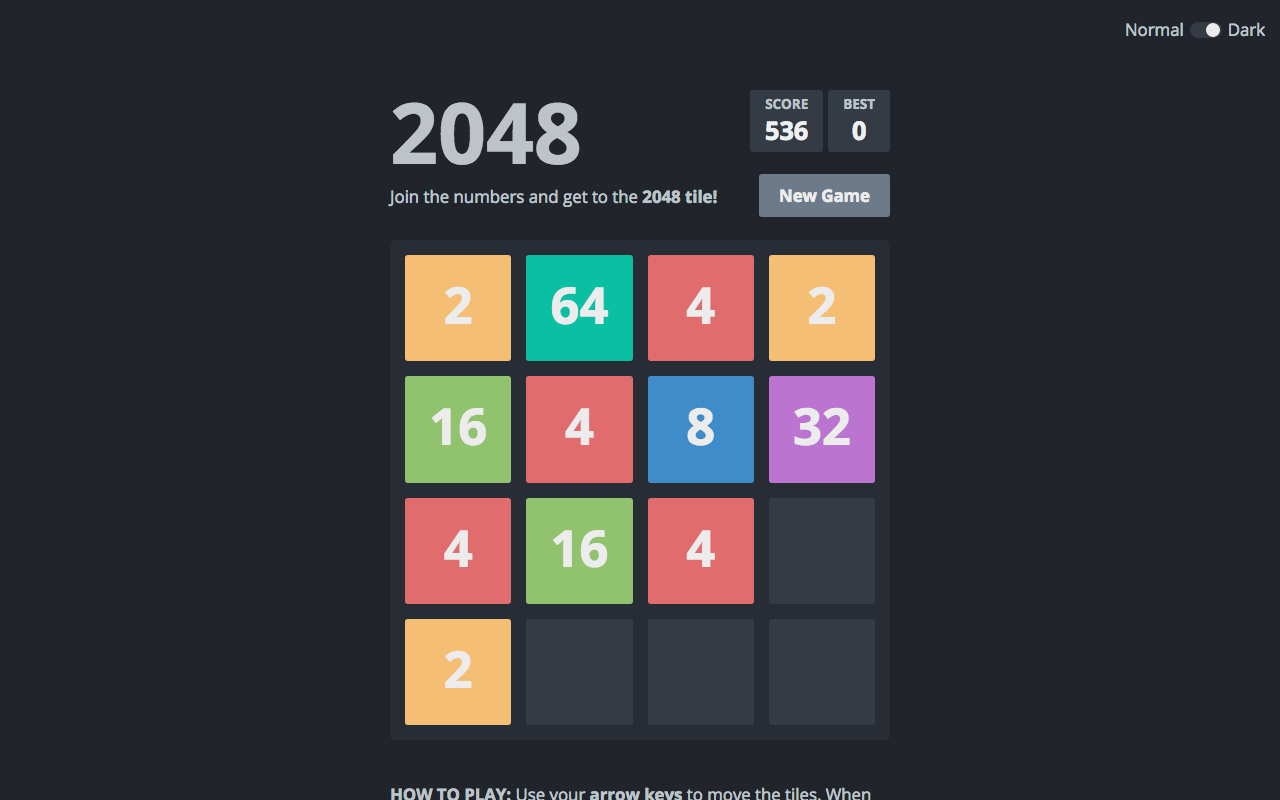 Normal Dark
2048
SCORE
536
BEST
0
Join the numbers and get to the 2048 tile!
New Game
2 64 4 2
16 4 8 32
4 16 4
2
HOW TO PLAY: Use your arrow keys to move the tiles. When